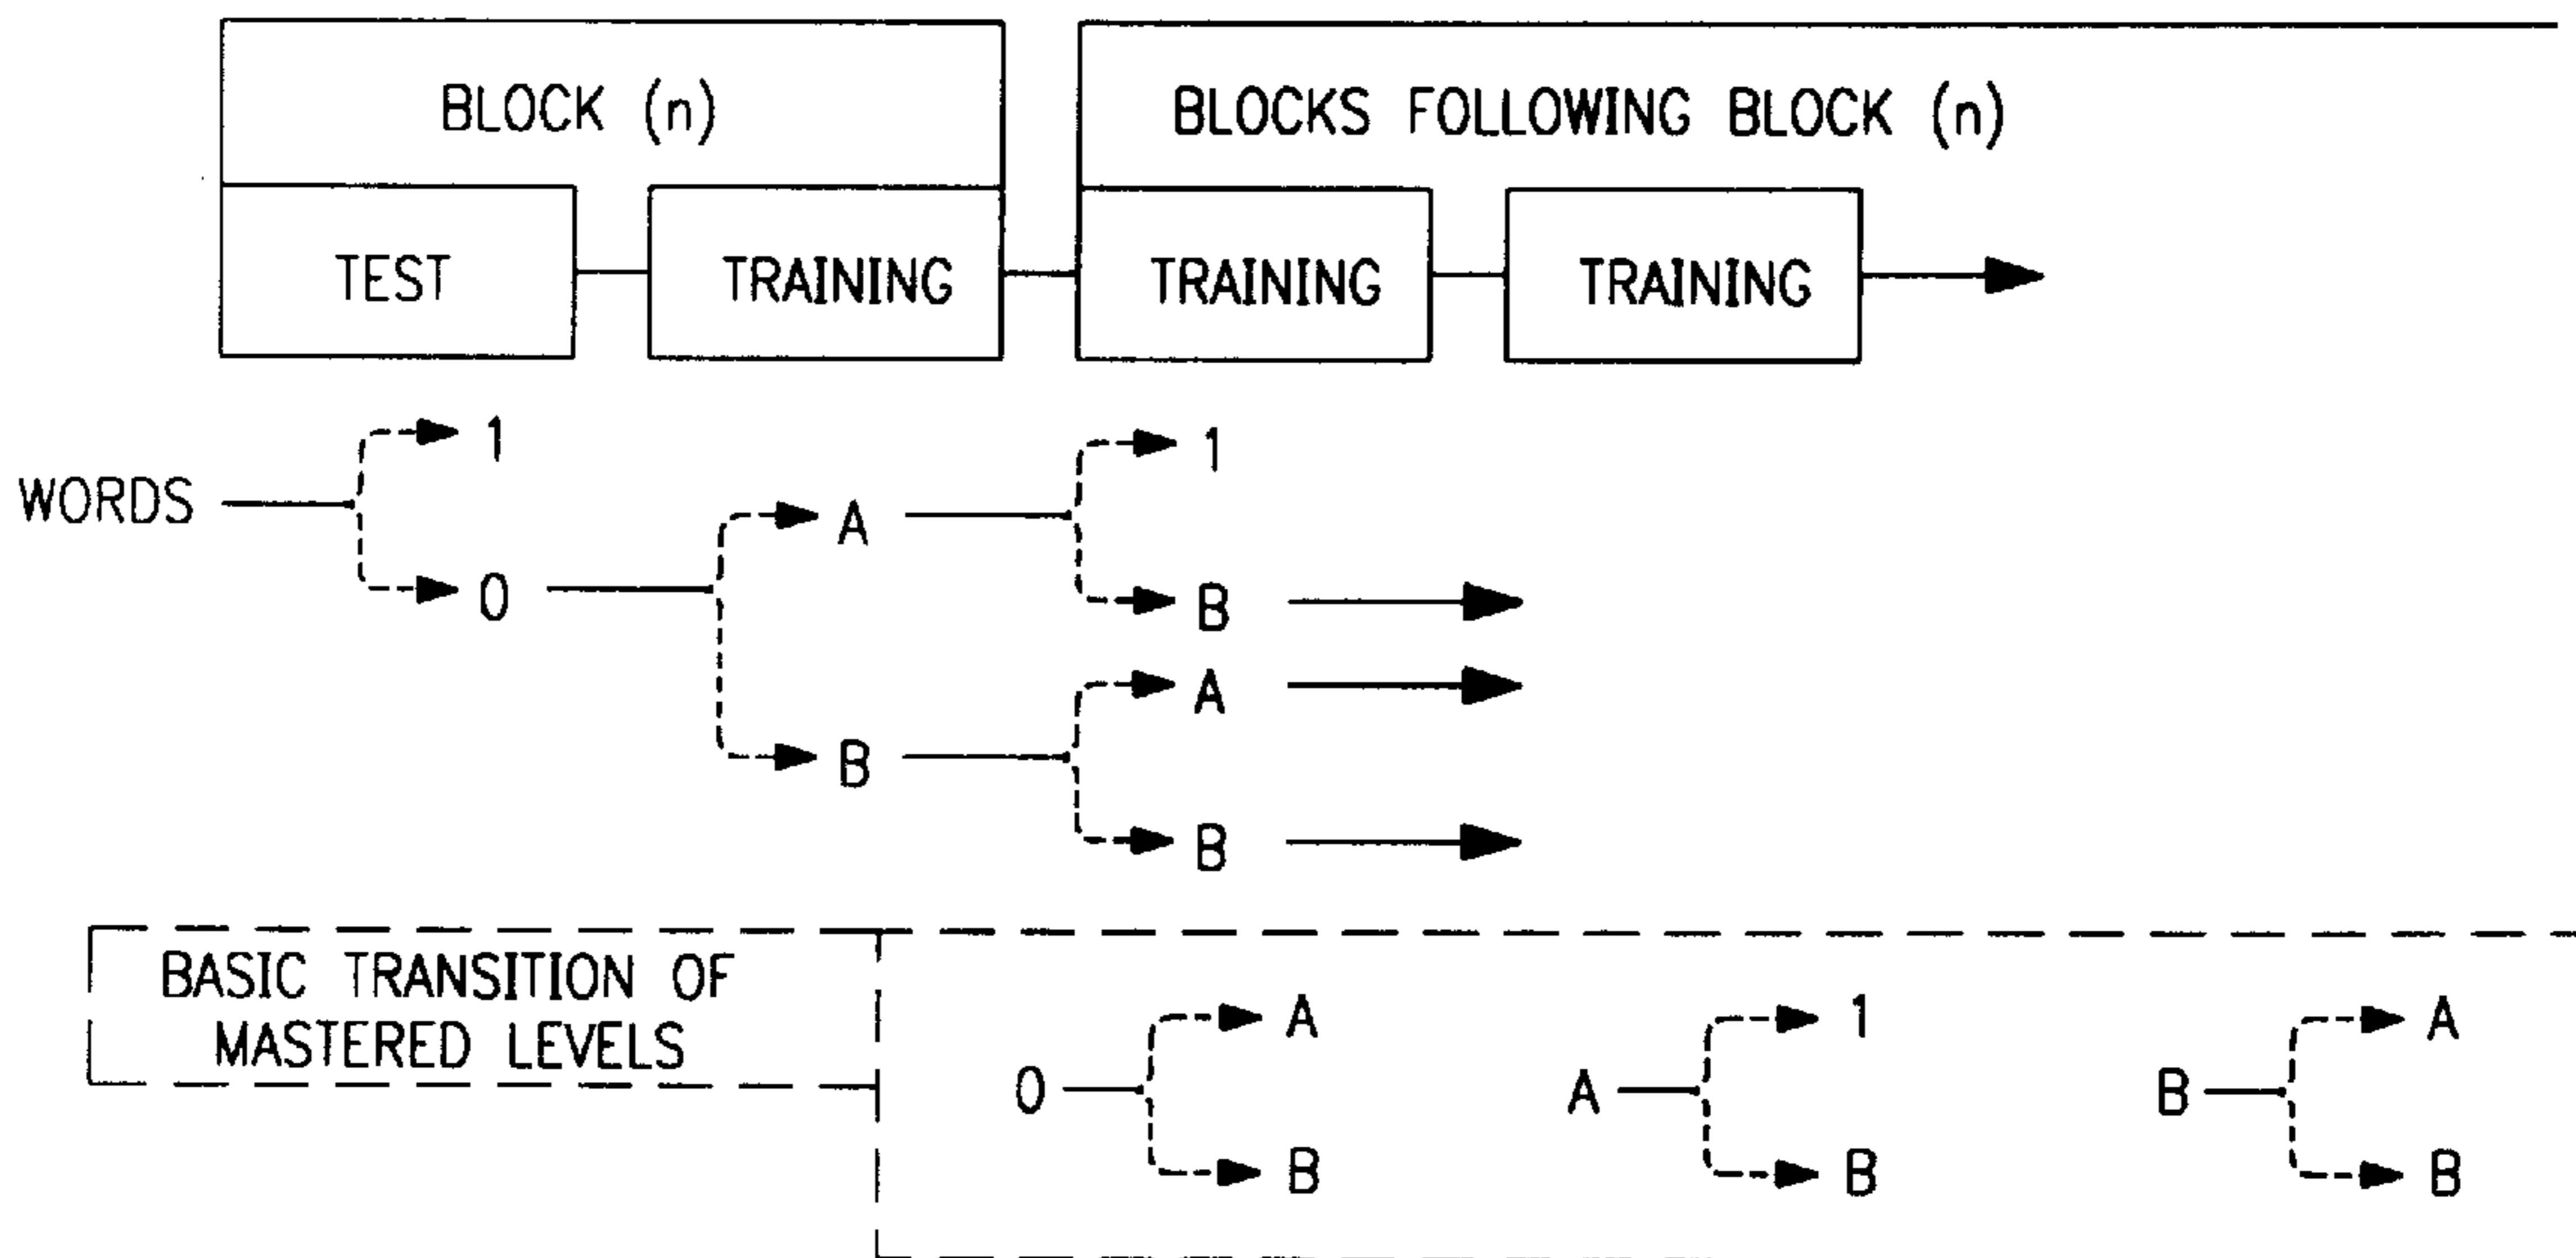 BLOCK (n)
BLOCKS FOLLOWING BLOCK (n)
TEST
TRAINING
TRAINING
TRAINING
WORDS
1
0
A
B
1
B
A
B
BASIC TRANSITION OF
MASTERED LEVELS
0
A
B
A
1
B
B
A
B